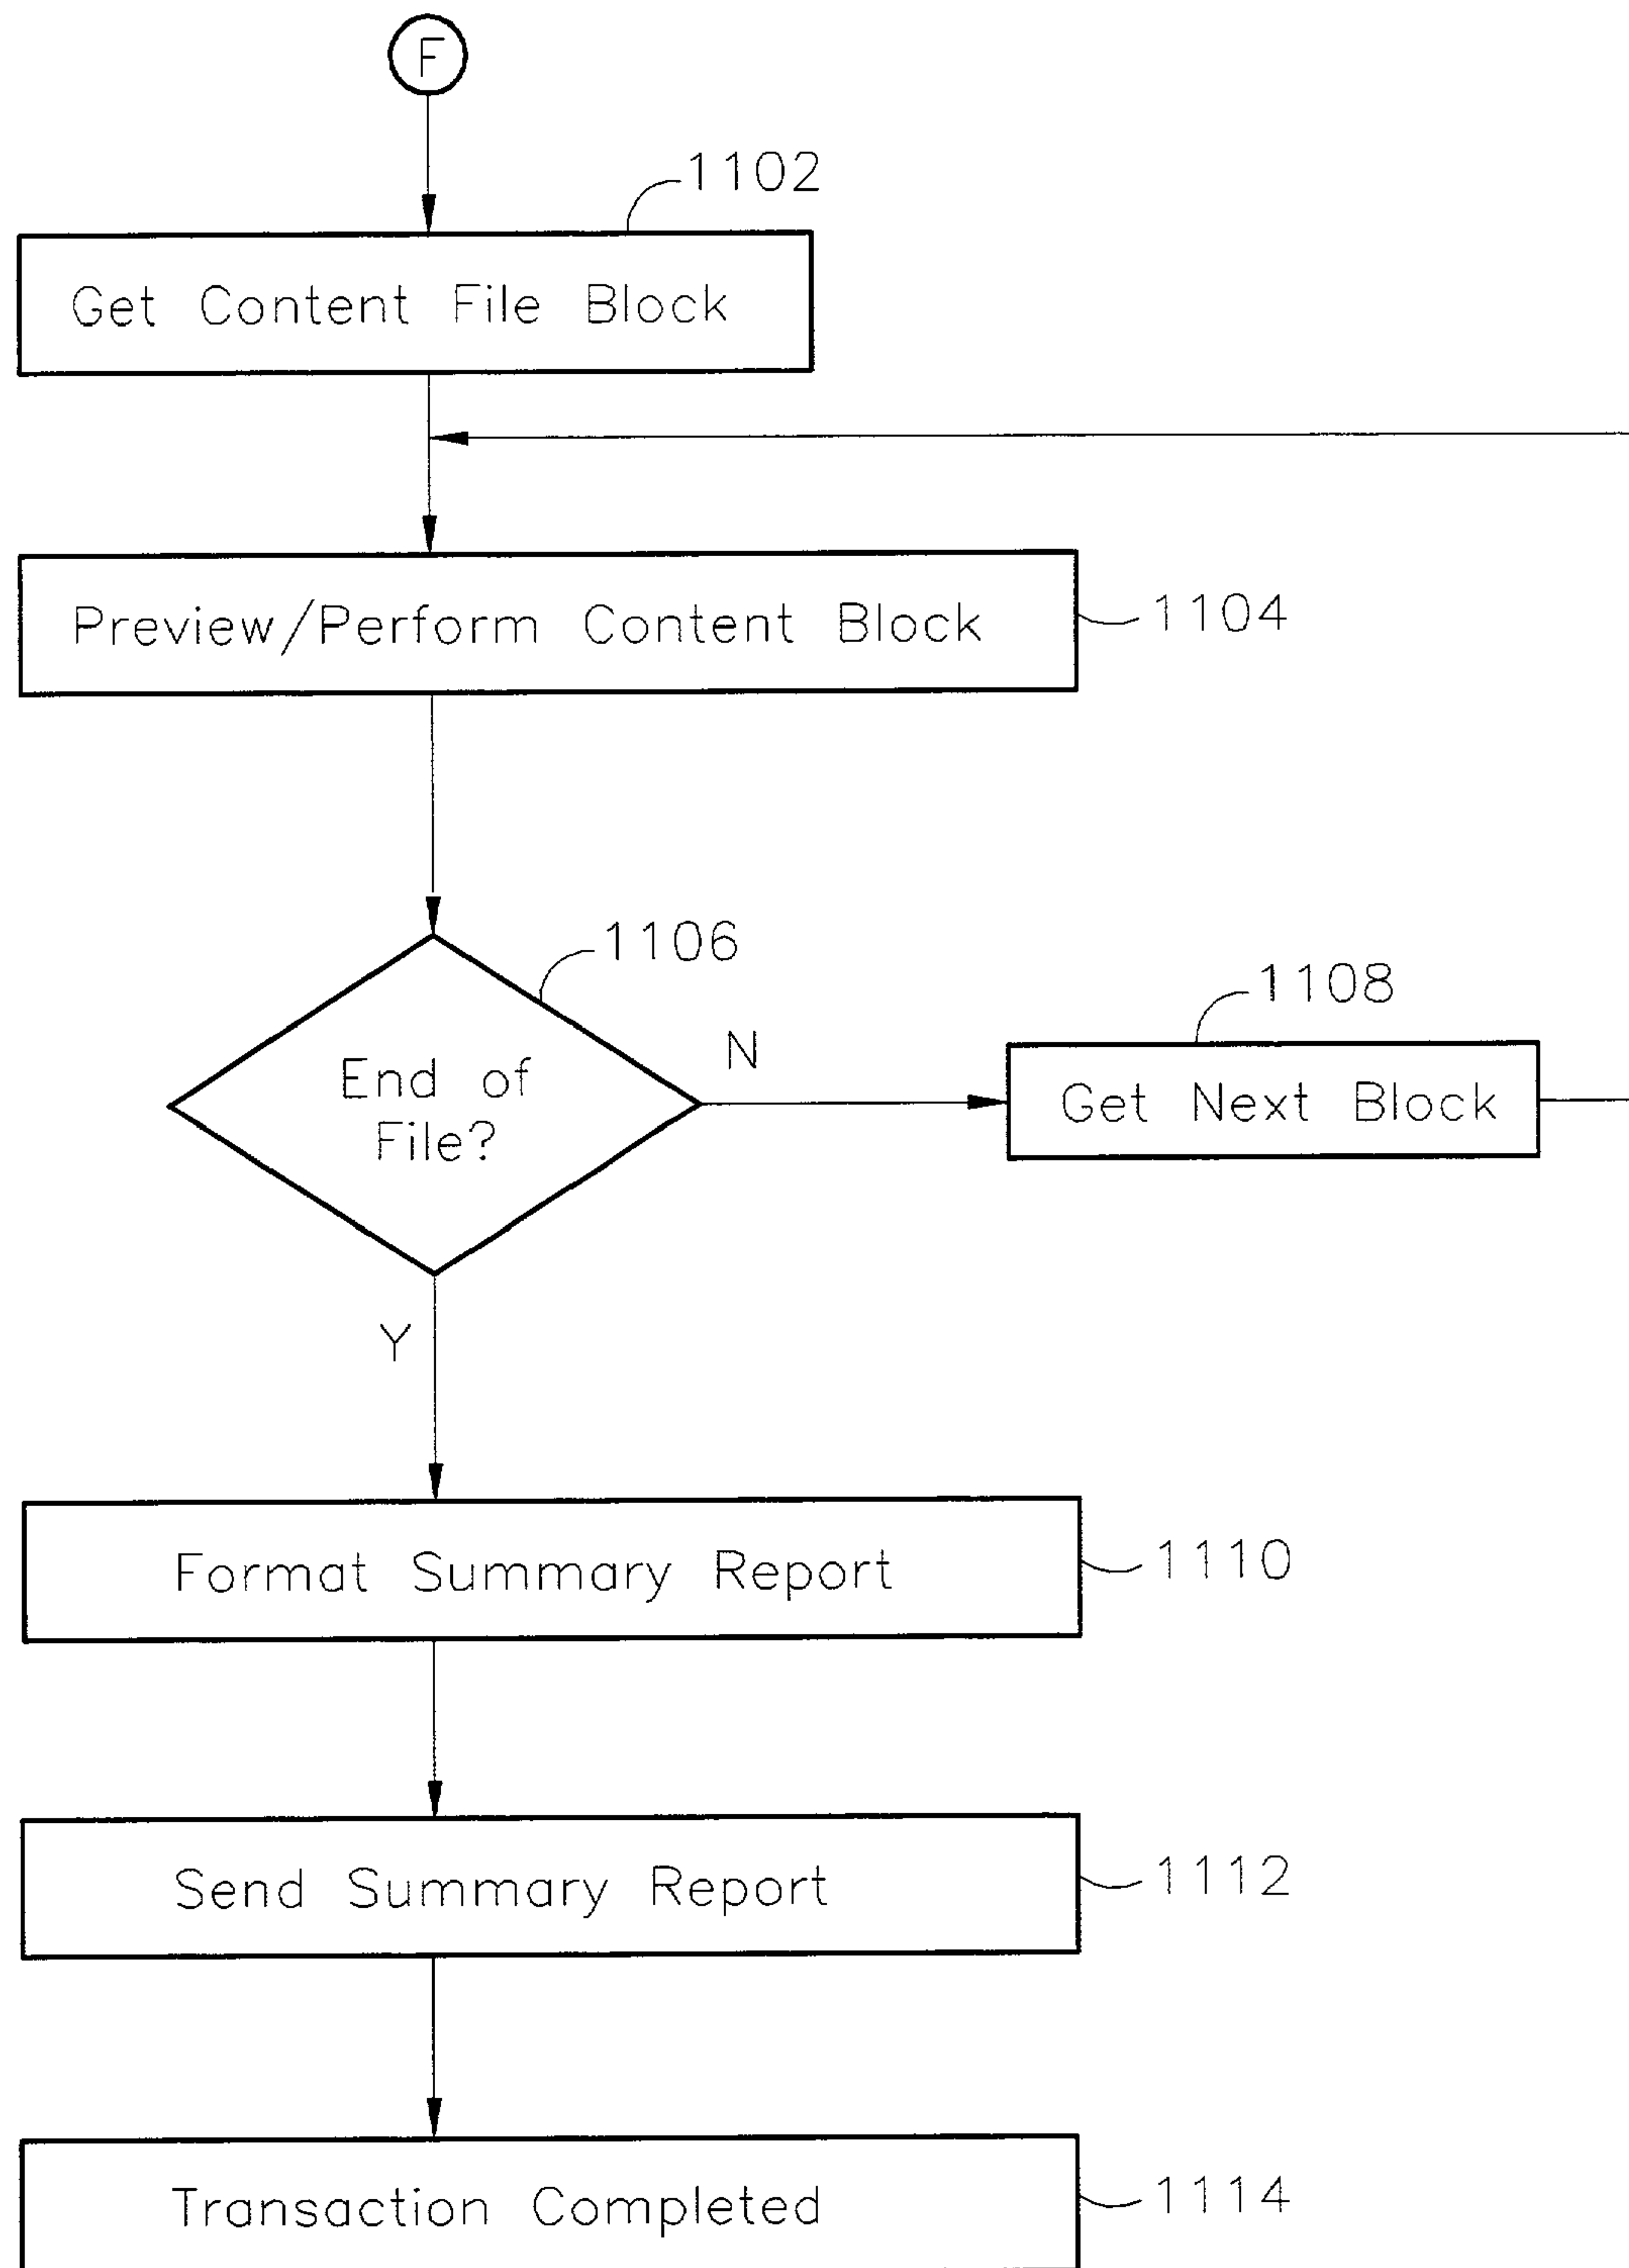 F
1102
Get Content File Block
Preview/Perform Content Block
1104
1106
End of
File?
N
1108
Get Next Block
Y
Format Summary Report
1110
Send Summary Report
1112
Transaction Completed
1114